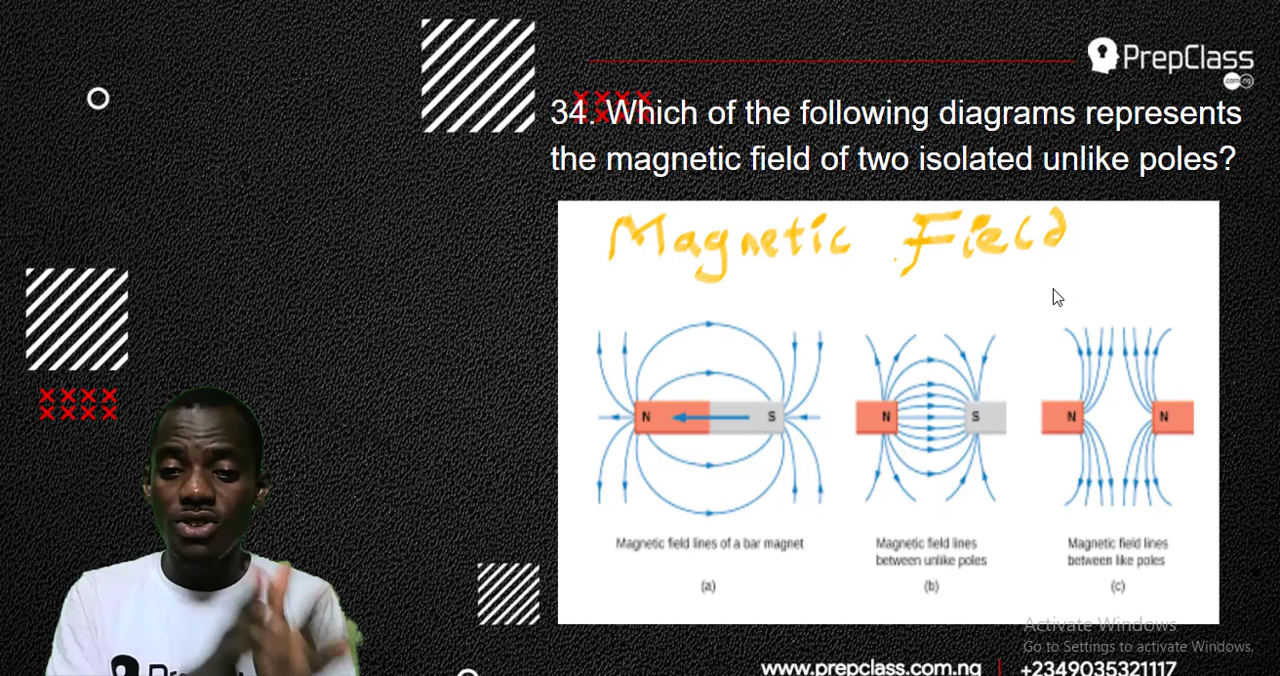 PrepClass
.com.ng
34. Which of the following diagrams represents
the magnetic field of two isolated unlike poles?
Magnetic Field
N S
N S
N N
Magnetic field lines of a bar magnet
(a)
Magnetic field lines
between unlike poles
(b)
Magnetic field lines
between like poles
(c)
Activate Windows
Go to Settings to activate Windows.
www.prepclass.com.ng | +2349035321117